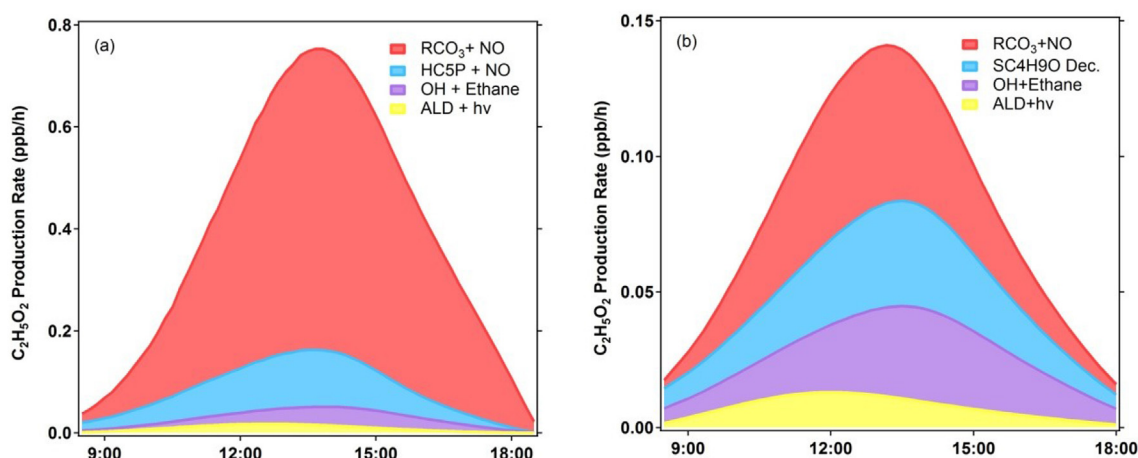 (a)
RCO₃+ NO
HC5P + NO
OH + Ethane
ALD + hv
C₂H₅O₂ Production Rate (ppb/h)
0.8
0.6
0.4
0.2
0.0
9:00 12:00 15:00 18:00
(b)
RCO₃+NO
SC4H9O Dec.
OH+Ethane
ALD+hv
C₂H₅O₂ Production Rate (ppb/h)
0.15
0.10
0.05
0.00
9:00 12:00 15:00 18:00